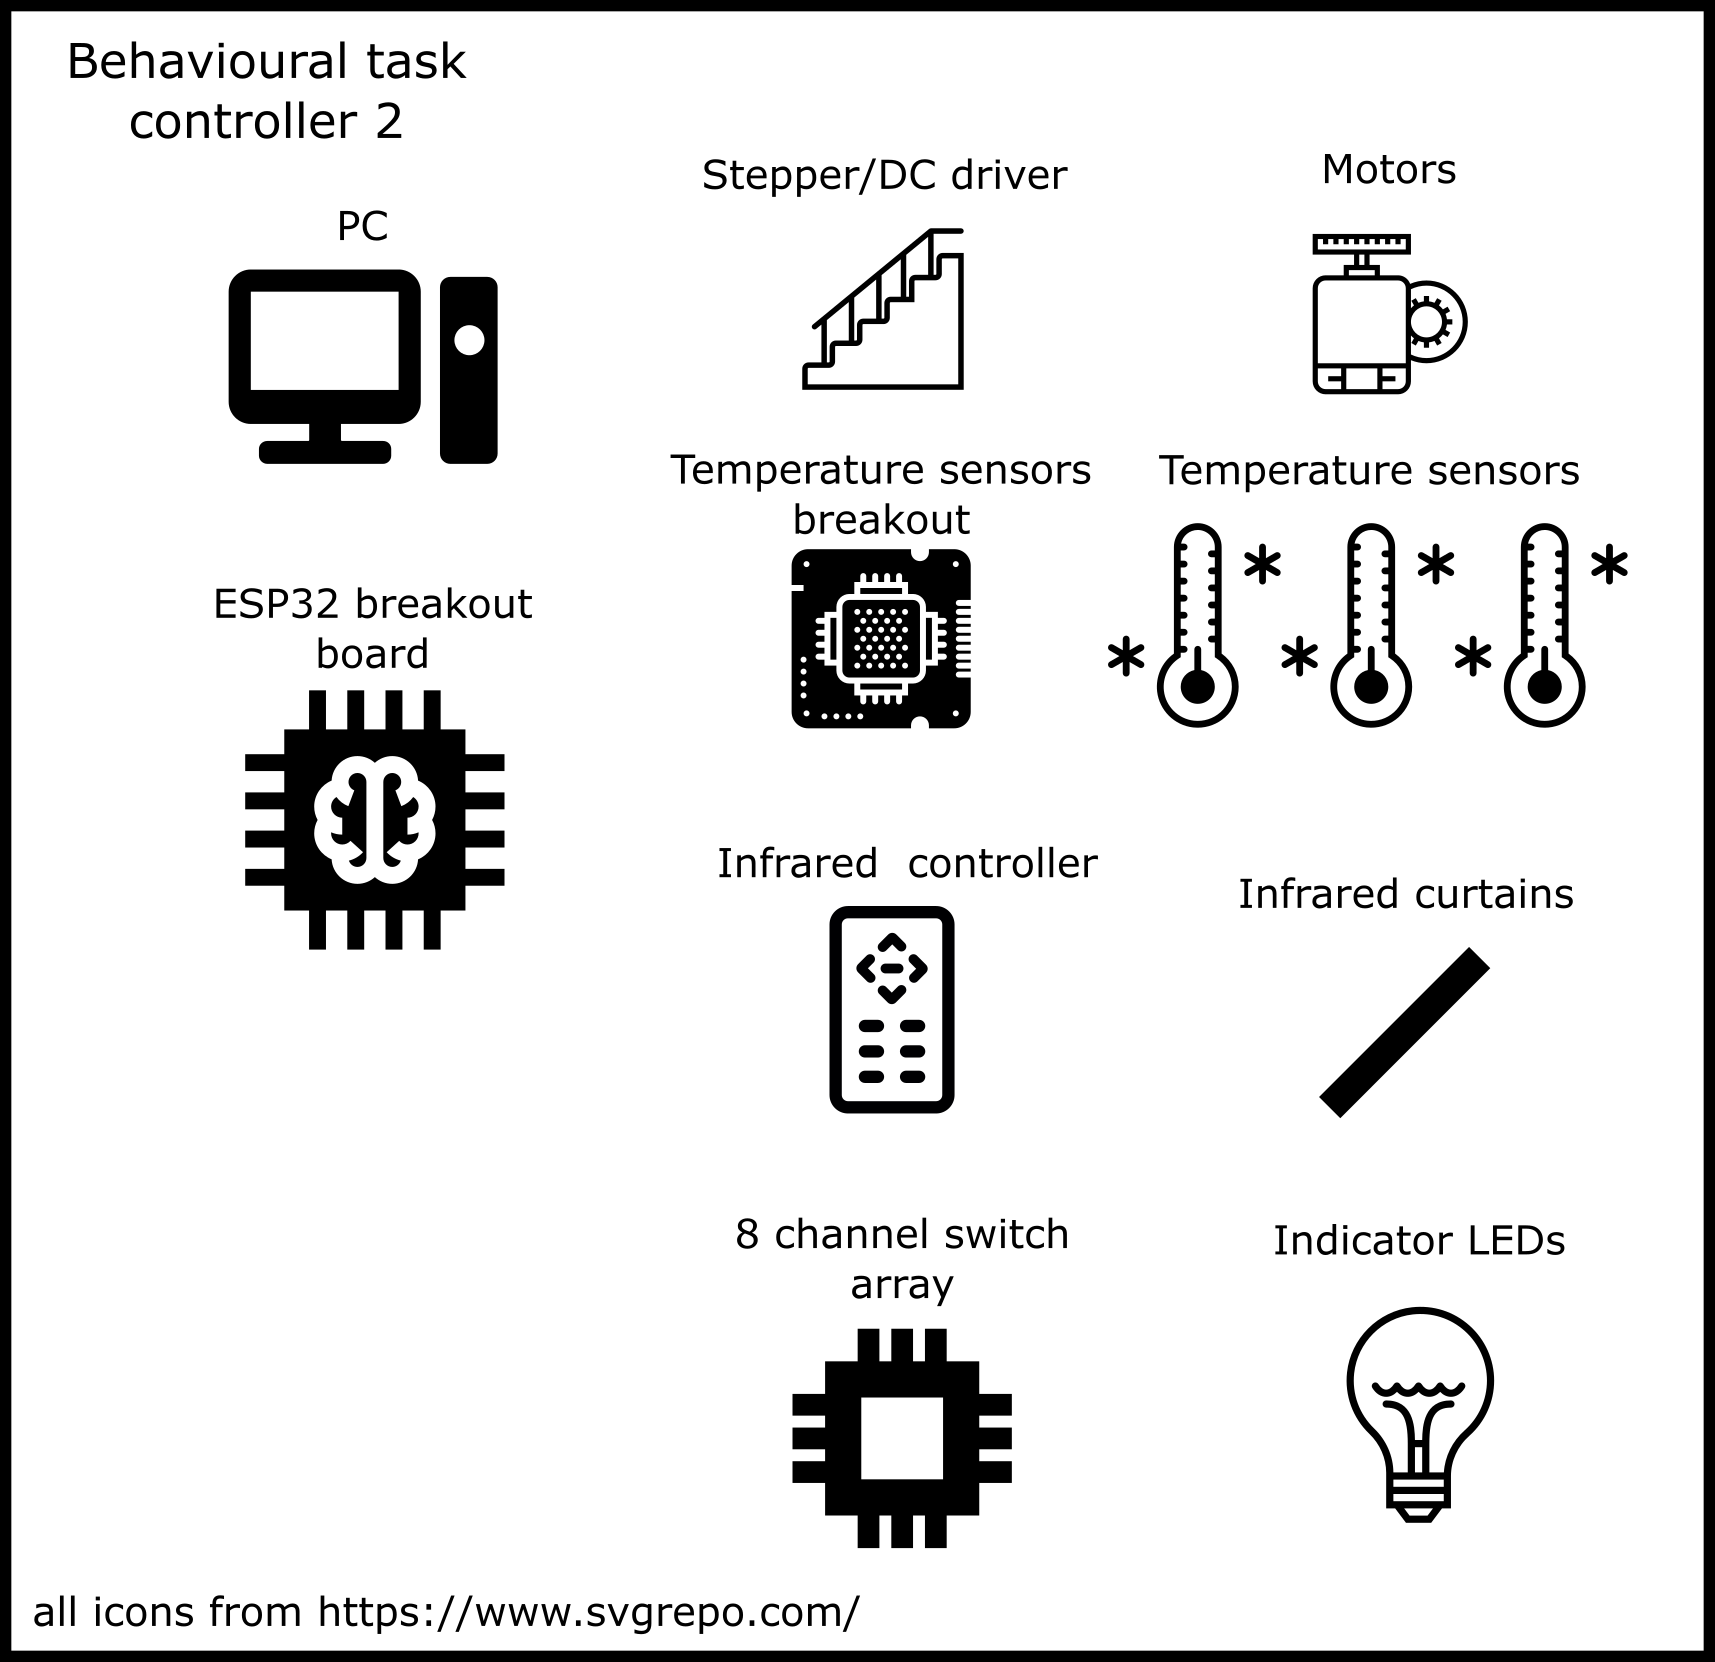 Behavioural task
controller 2
PC
Stepper/DC driver
Motors
Temperature sensors
breakout
Temperature sensors
ESP32 breakout
board
Infrared  controller
Infrared curtains
8 channel switch
array
Indicator LEDs
all icons from https://www.svgrepo.com/